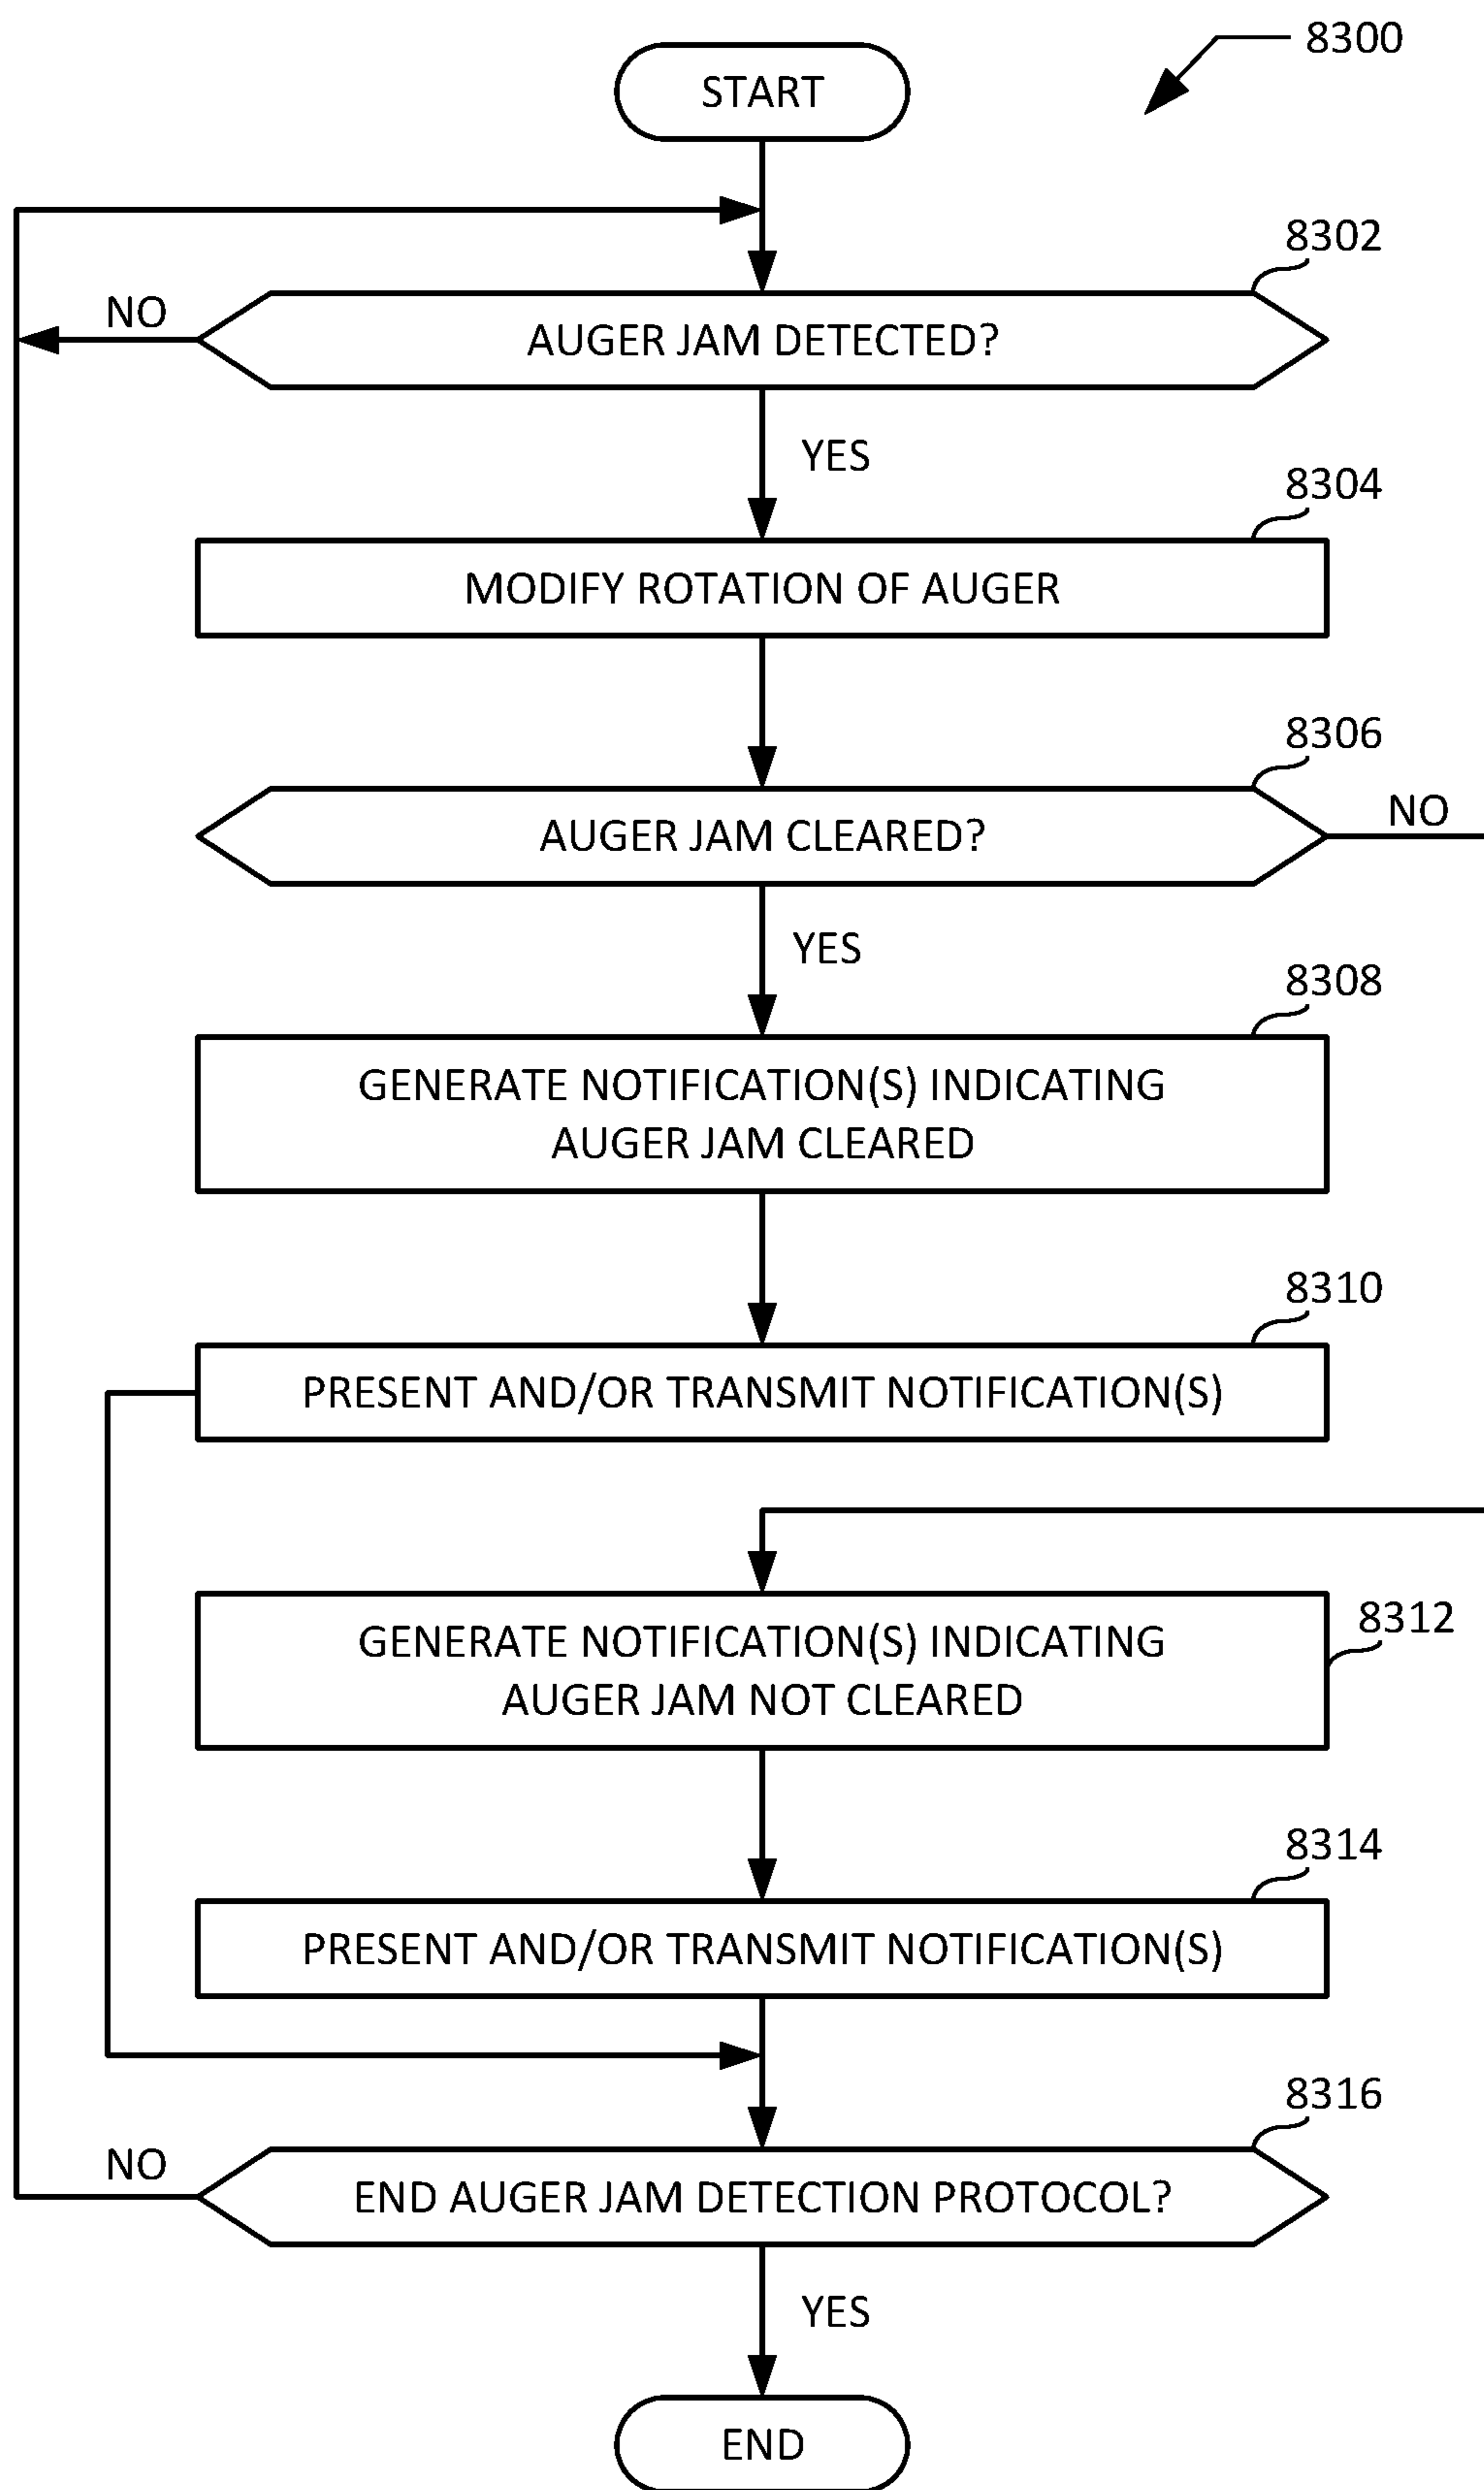 8300
START
8302
NO
AUGER JAM DETECTED?
YES
8304
MODIFY ROTATION OF AUGER
8306
NO
AUGER JAM CLEARED?
YES
8308
GENERATE NOTIFICATION(S) INDICATING
AUGER JAM CLEARED
8310
PRESENT AND/OR TRANSMIT NOTIFICATION(S)
8312
GENERATE NOTIFICATION(S) INDICATING
AUGER JAM NOT CLEARED
8314
PRESENT AND/OR TRANSMIT NOTIFICATION(S)
8316
NO
END AUGER JAM DETECTION PROTOCOL?
YES
END